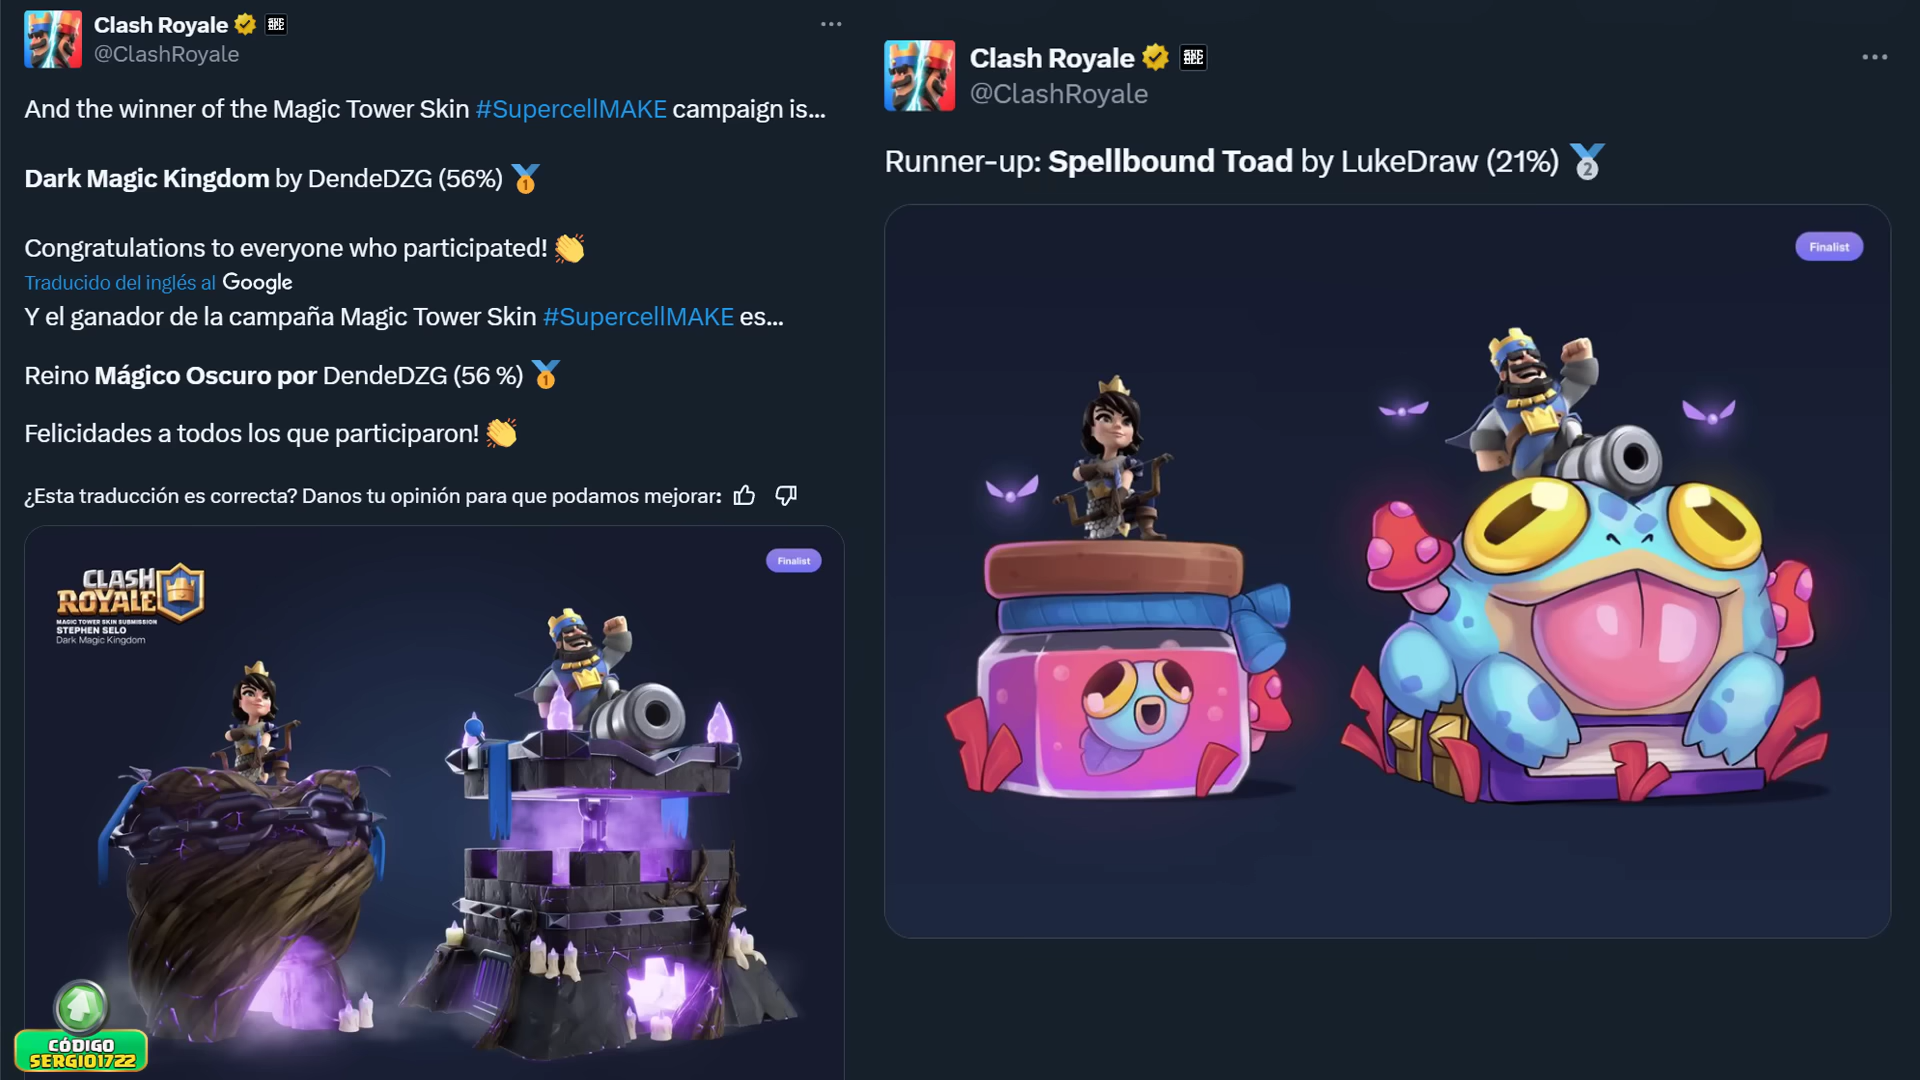 Clash Royale
@ClashRoyale
And the winner of the Magic Tower Skin #SupercellMAKE campaign is...
Dark Magic Kingdom by DendeDZG (56%) 🥇
Congratulations to everyone who participated! 👏
Traducido del inglés al Google
Y el ganador de la campaña Magic Tower Skin #SupercellMAKE es...
Reino Mágico Oscuro por DendeDZG (56 %) 🥇
Felicidades a todos los que participaron! 👏
¿Esta traducción es correcta? Danos tu opinión para que podamos mejorar:
Finalist
CLASH
ROYALE
MAGIC TOWER SKIN SUBMISSION
STEPHEN SELO
Dark Magic Kingdom
CÓDIGO
SERGIO1722
Clash Royale
@ClashRoyale
Runner-up: Spellbound Toad by LukeDraw (21%) 🥈
Finalist